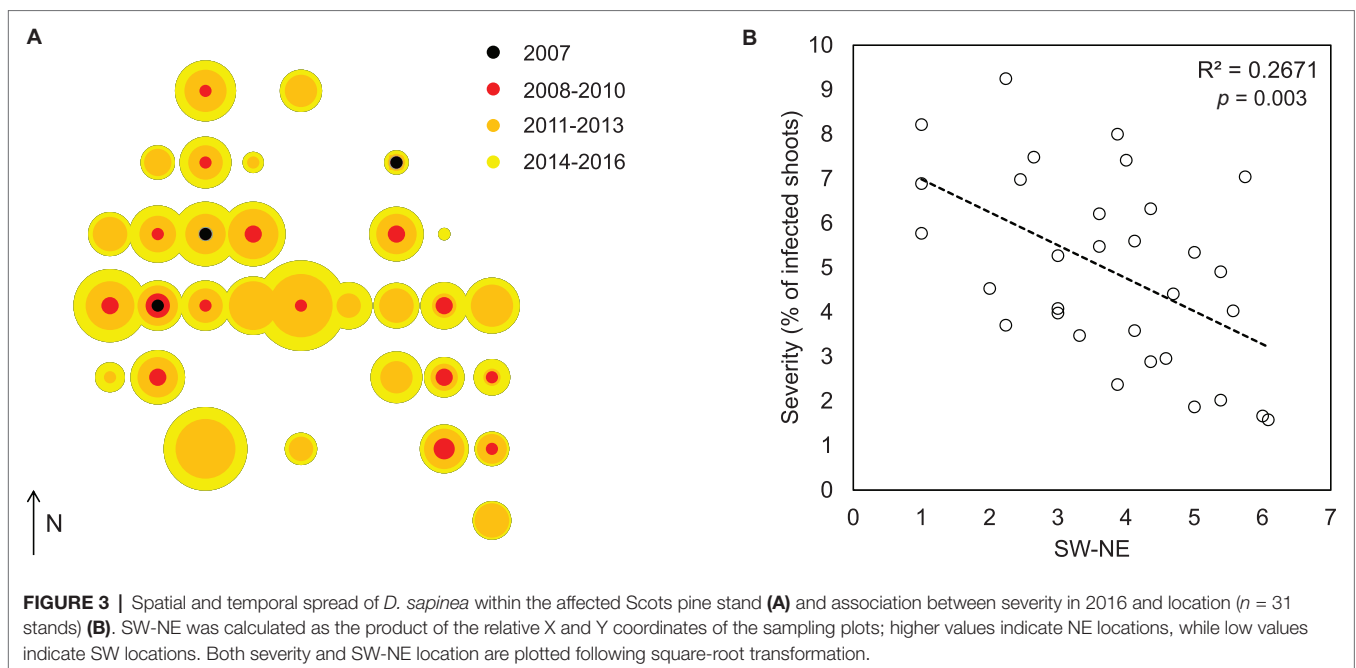 A
2007
2008-2010
2011-2013
2014-2016
N
B
R² = 0.2671
p = 0.003
Severity (% of infected shoots)
10
9
8
7
6
5
4
3
2
1
0
0 1 2 3 4 5 6 7
SW-NE
FIGURE 3 | Spatial and temporal spread of D. sapinea within the affected Scots pine stand (A) and association between severity in 2016 and location (n = 31
stands) (B). SW-NE was calculated as the product of the relative X and Y coordinates of the sampling plots; higher values indicate NE locations, while low values
indicate SW locations. Both severity and SW-NE location are plotted following square-root transformation.